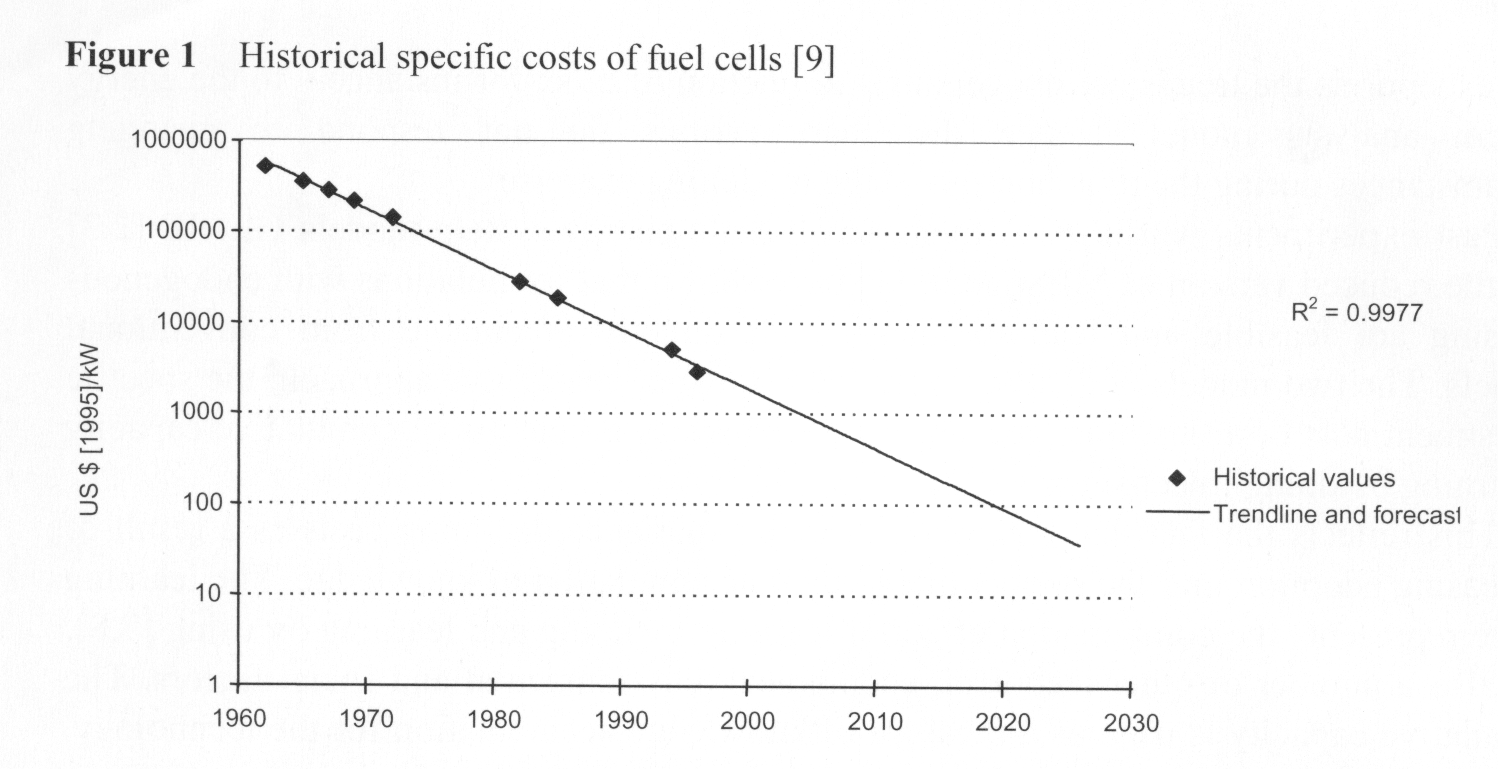 Figure 1 Historical specific costs of fuel cells [9]
1000000
100000
10000
1000
100
10
1
US $ [1995]/kW
1960 1970 1980 1990 2000 2010 2020 2030
R² = 0.9977
Historical values
Trendline and forecast